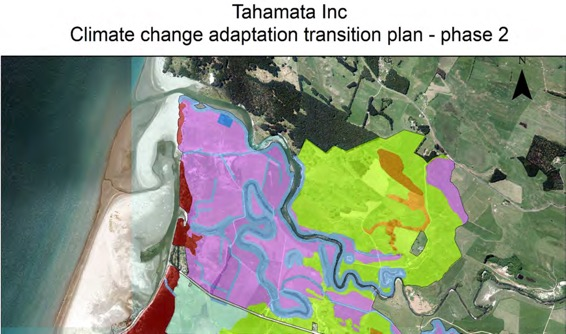 Tahamata Inc
Climate change adaptation transition plan - phase 2